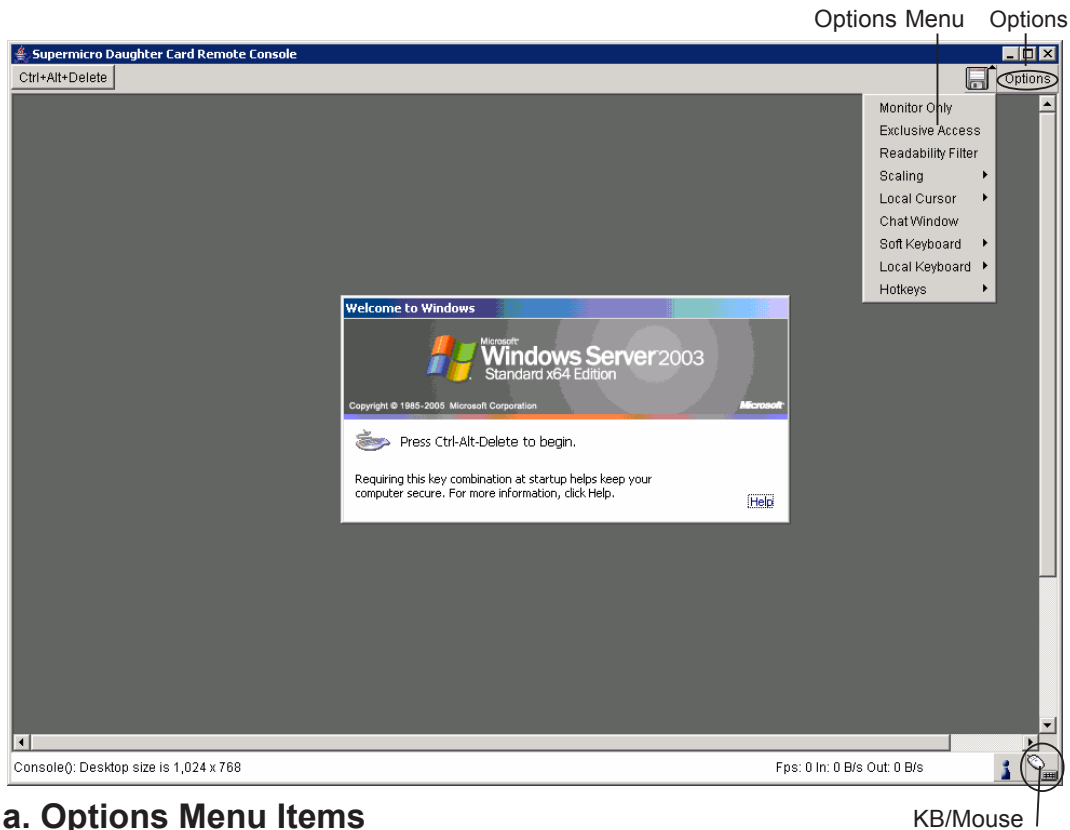 Options Menu Options
Supermicro Daughter Card Remote Console
Ctrl+Alt+Delete
Options
Monitor Only
Exclusive Access
Readability Filter
Scaling
Local Cursor
Chat Window
Soft Keyboard
Local Keyboard
Hotkeys
Welcome to Windows
Microsoft
Windows Server 2003
Standard x64 Edition
Copyright © 1985-2005 Microsoft Corporation
Microsoft
Press Ctrl-Alt-Delete to begin.
Requiring this key combination at startup helps keep your
computer secure. For more information, click Help.
Help
Console(): Desktop size is 1,024 x 768
Fps: 0 In: 0 B/s Out: 0 B/s
a. Options Menu Items
KB/Mouse